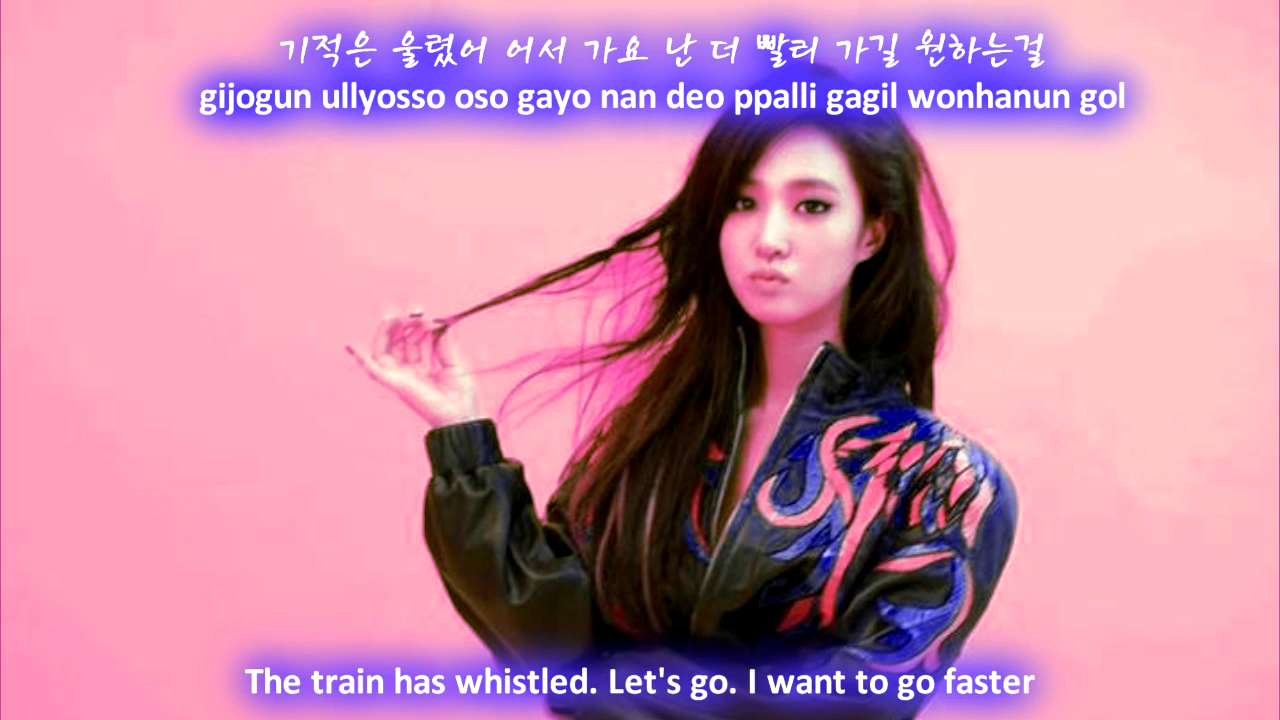 기적은 울렸어 어서 가요 난 더 빨리 가길 원하는걸
gijogun ullyosso oso gayo nan deo ppalli gagil wonhanun gol
The train has whistled. Let's go. I want to go faster